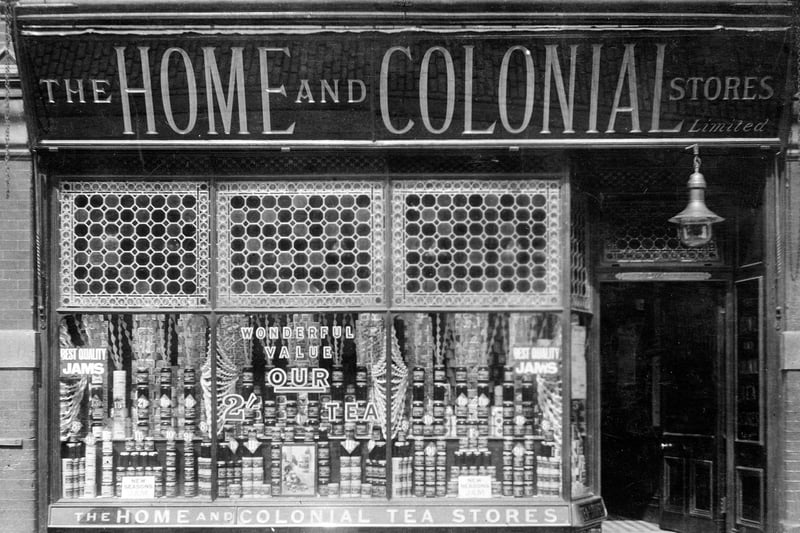 THE HOME AND COLONIAL STORES
Limited
WONDERFUL
VALUE
OUR
2/- TEA
BEST QUALITY
JAMS
BEST QUALITY
JAMS
NEW
SEASONS
JAM
NEW
SEASONS
JAM
THE HOME AND COLONIAL TEA STORES